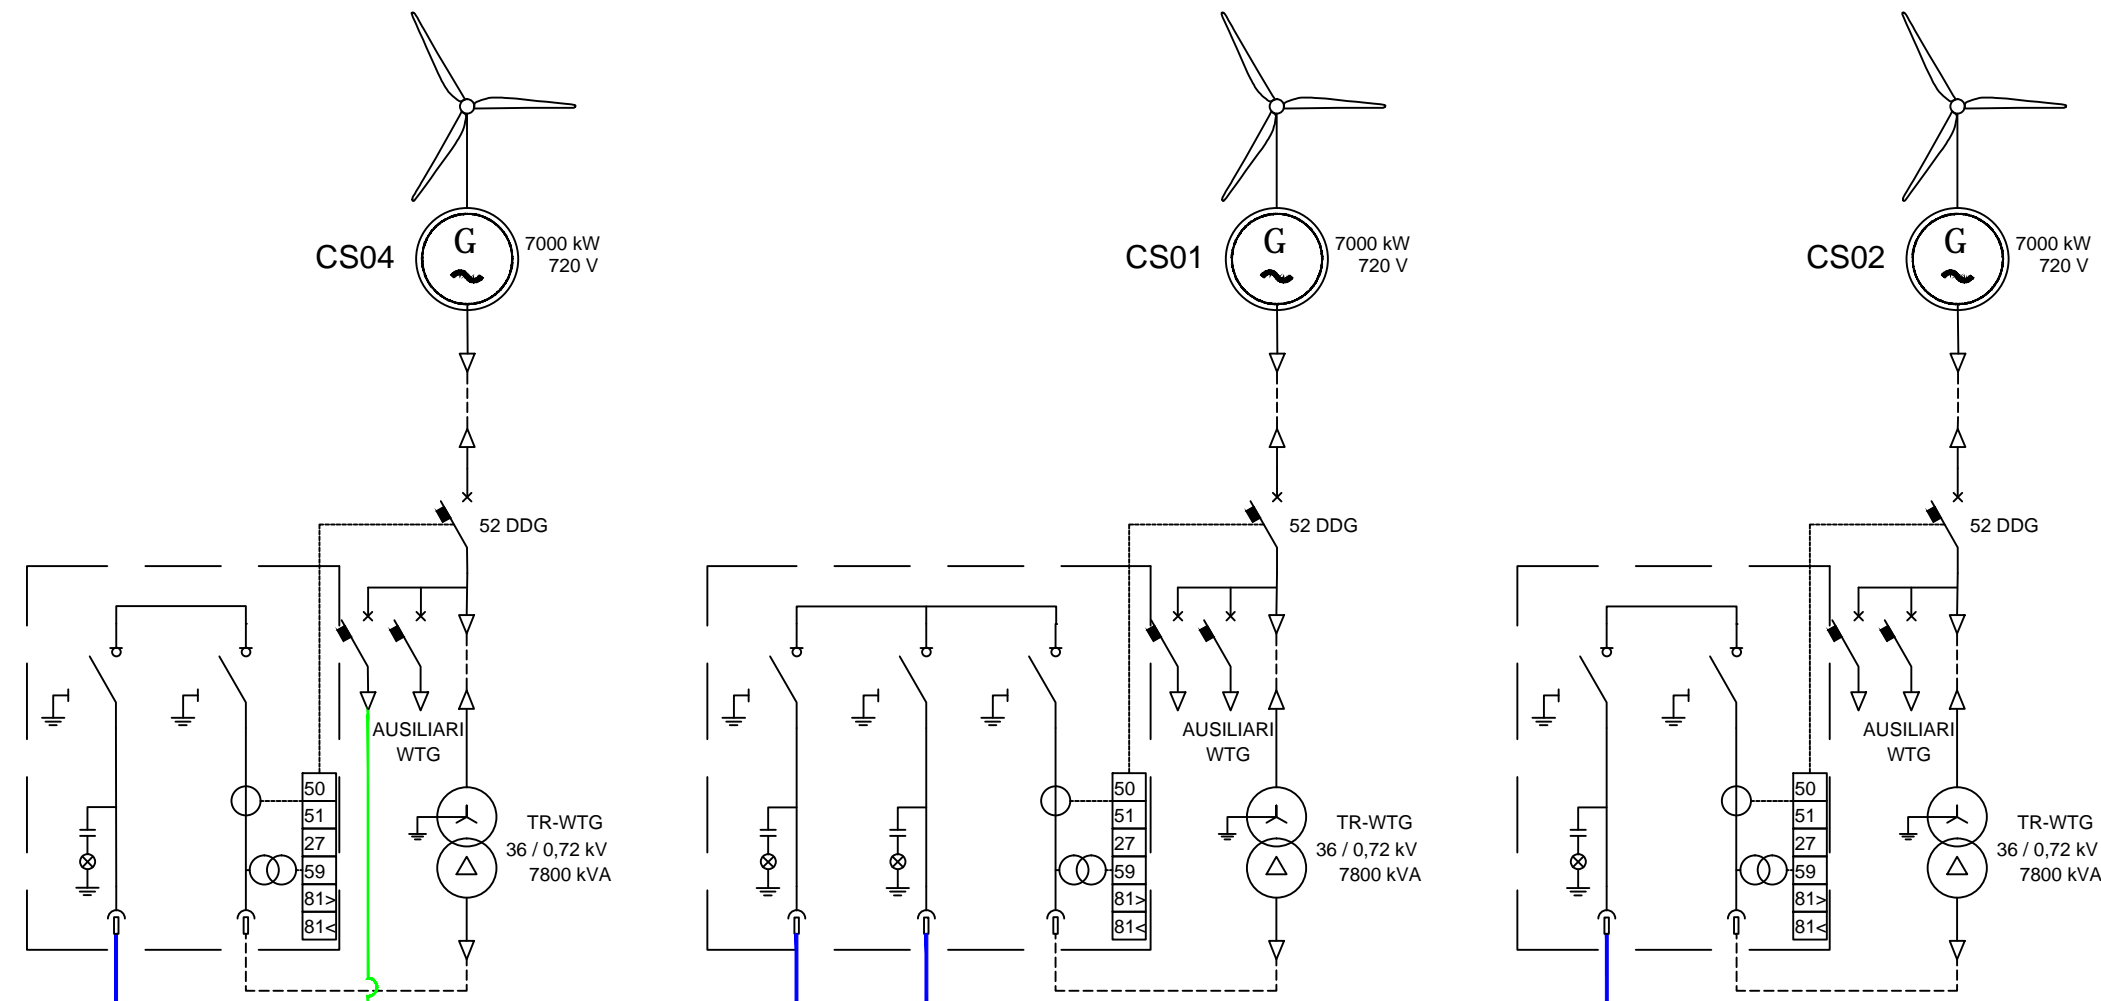 G
CS04
7000 kW
720 V
52 DDG
AUSILIARI
WTG
50
51
27
59
81>
81<
TR-WTG
36 / 0,72 kV
7800 kVA
G
CS01
7000 kW
720 V
52 DDG
AUSILIARI
WTG
50
51
27
59
81>
81<
TR-WTG
36 / 0,72 kV
7800 kVA
G
CS02
7000 kW
720 V
52 DDG
AUSILIARI
WTG
50
51
27
59
81>
81<
TR-WTG
36 / 0,72 kV
7800 kVA